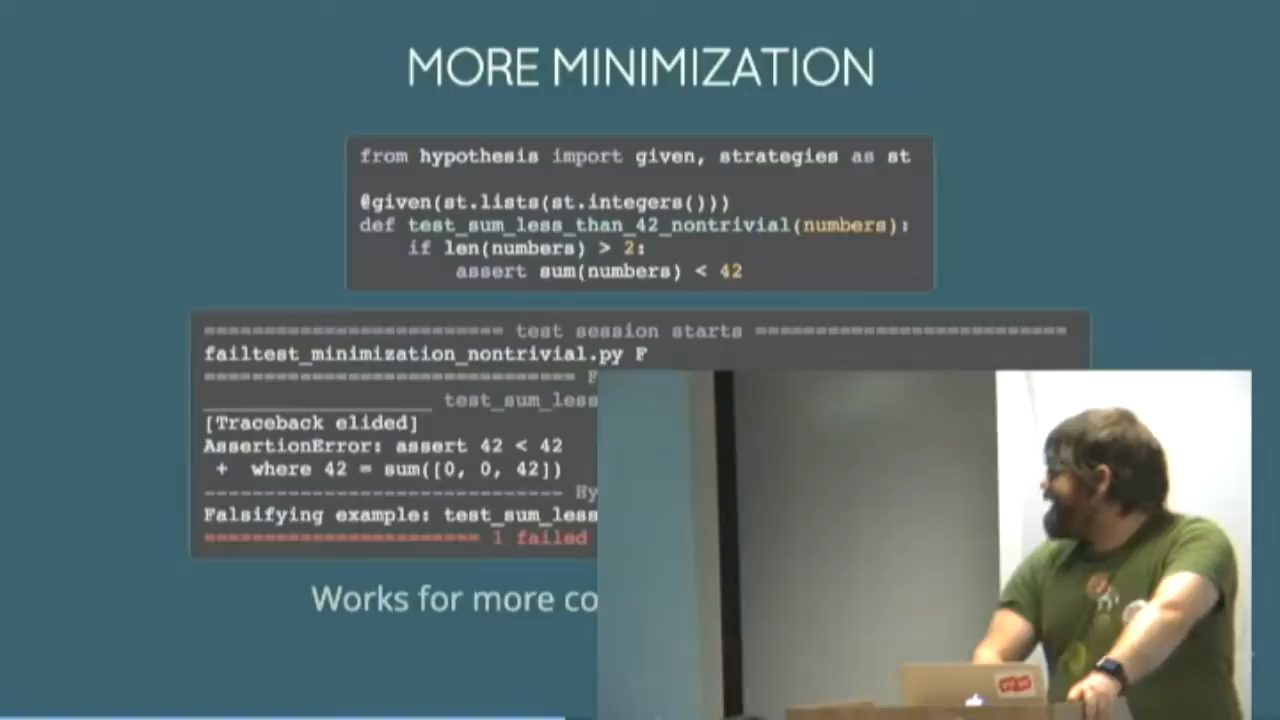 MORE MINIMIZATION
from hypothesis import given, strategies as st
@given(st.lists(st.integers()))
def test_sum_less_than_42_nontrivial(numbers):
if len(numbers) > 2:
assert sum(numbers) < 42
========================= test session starts ==========================
failtest_minimization_nontrivial.py F
=============================== F
___________________ test_sum_less
[Traceback elided]
AssertionError: assert 42 < 42
+ where 42 = sum([0, 0, 42])
------------------------------ Hy
Falsifying example: test_sum_less
======================= 1 failed
Works for more co